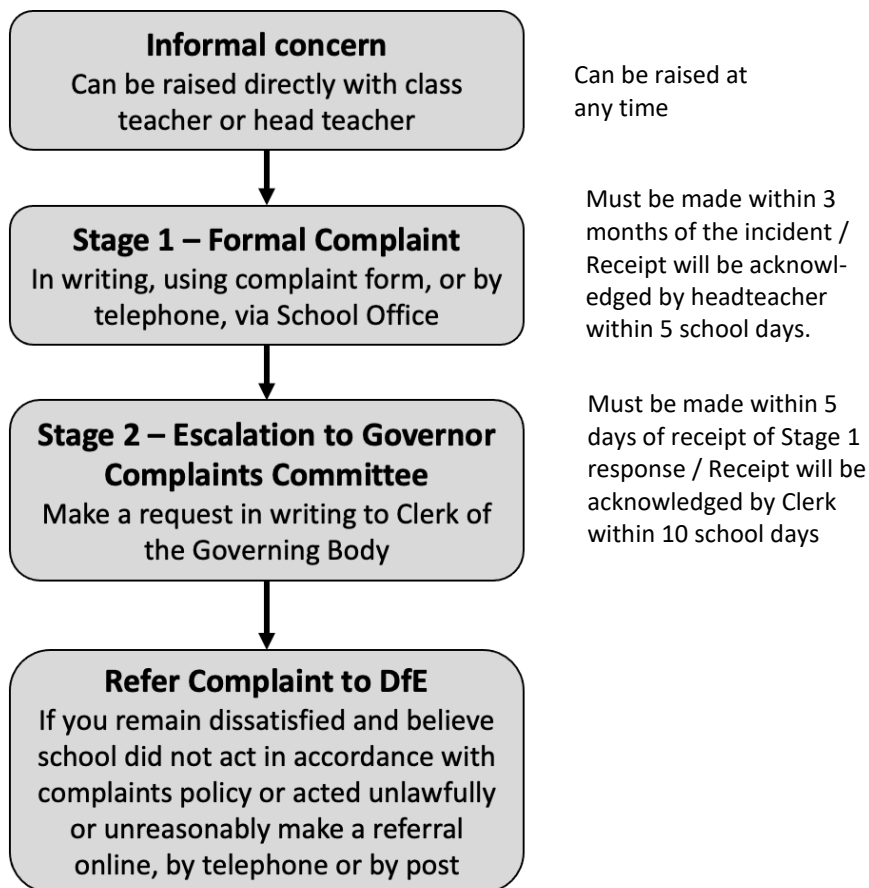 Informal concern
Can be raised directly with class
teacher or head teacher
Can be raised at
any time
Stage 1 – Formal Complaint
In writing, using complaint form, or by
telephone, via School Office
Must be made within 3
months of the incident /
Receipt will be acknowl-
edged by headteacher
within 5 school days.
Stage 2 – Escalation to Governor
Complaints Committee
Make a request in writing to Clerk of
the Governing Body
Must be made within 5
days of receipt of Stage 1
response / Receipt will be
acknowledged by Clerk
within 10 school days
Refer Complaint to DfE
If you remain dissatisfied and believe
school did not act in accordance with
complaints policy or acted unlawfully
or unreasonably make a referral
online, by telephone or by post